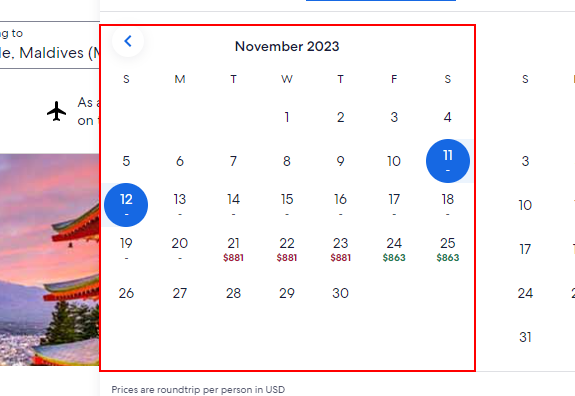 ng to
le, Maldives (M
As a
on
November 2023
S M T W T F S
1 2 3 4
5 6 7 8 9 10 11
-
12 13 14 15 16 17 18
- - - - - - -
19 20 21 22 23 24 25
- - $881 $881 $881 $863 $863
26 27 28 29 30
S
3
10
17
24
31
Prices are roundtrip per person in USD